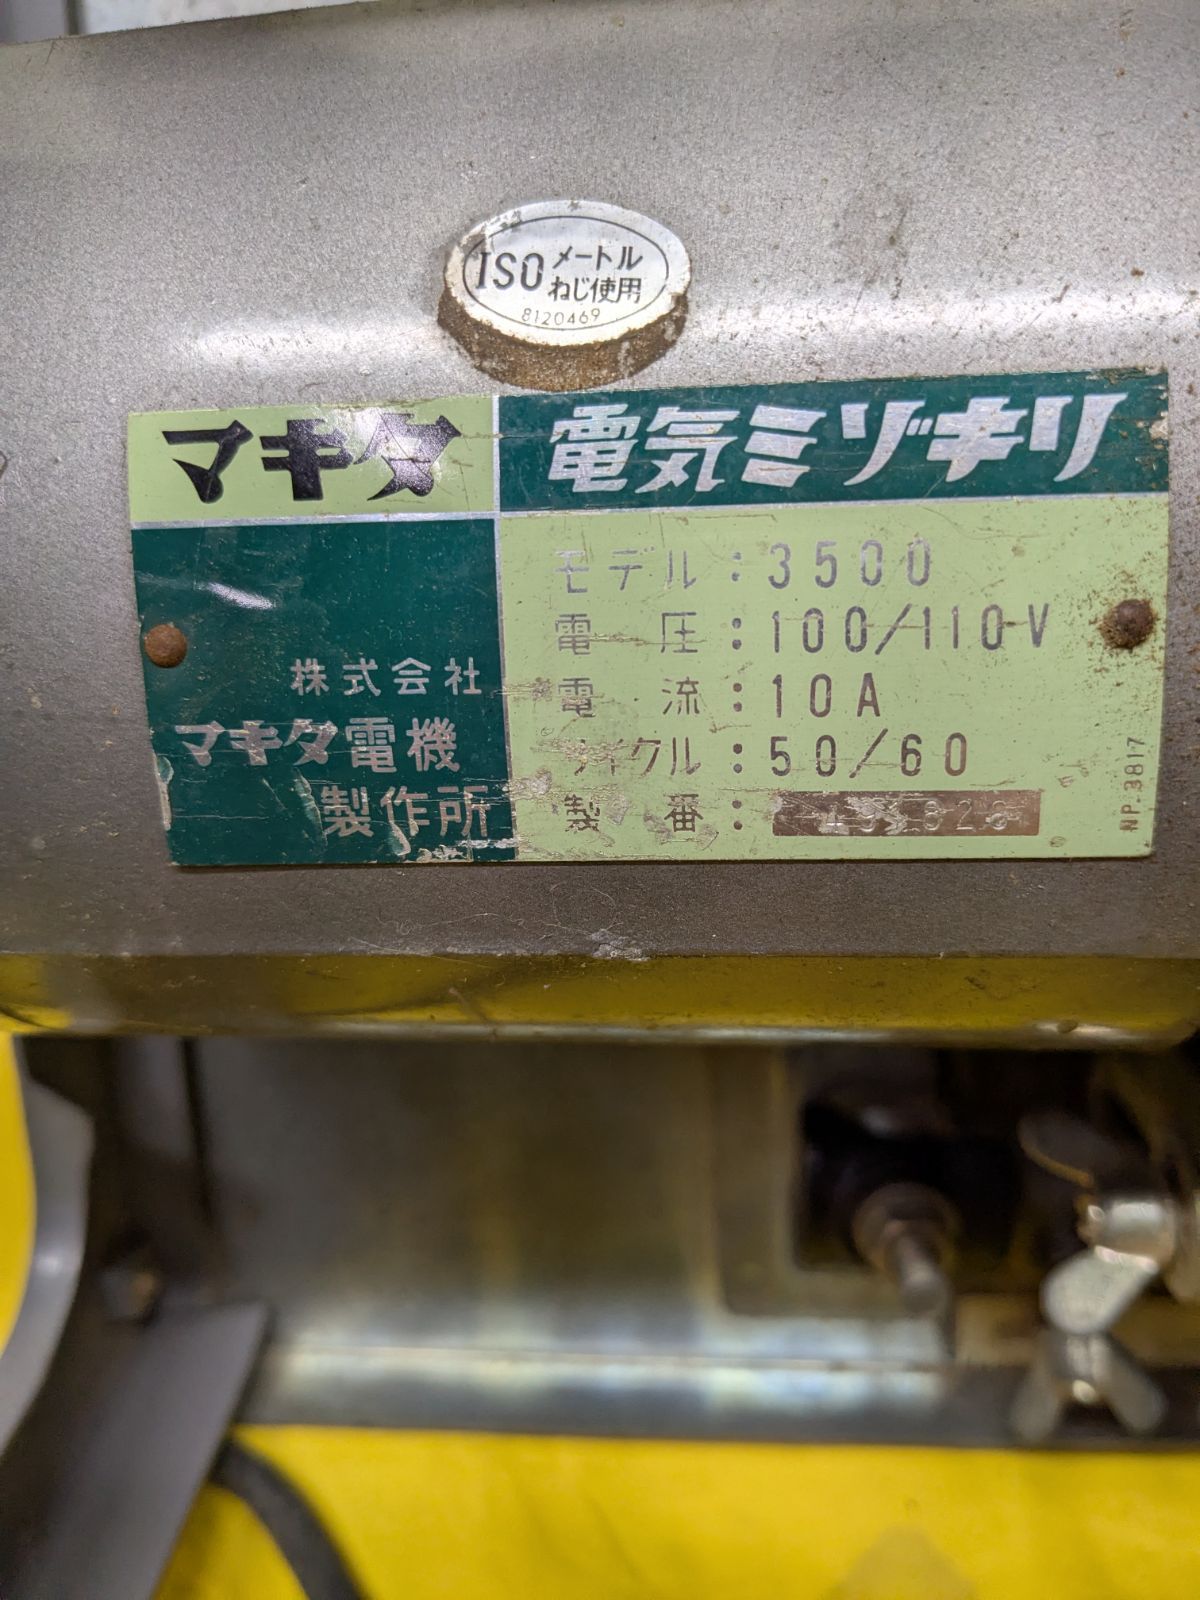 ISO メートル
ねじ使用
8120469
マキタ
電気ミゾキリ
株式会社
マキタ電機
製作所
モデル:3500
電 圧:100/110V
電 流:10A
サイクル:50/60
製 番:
NP.3817